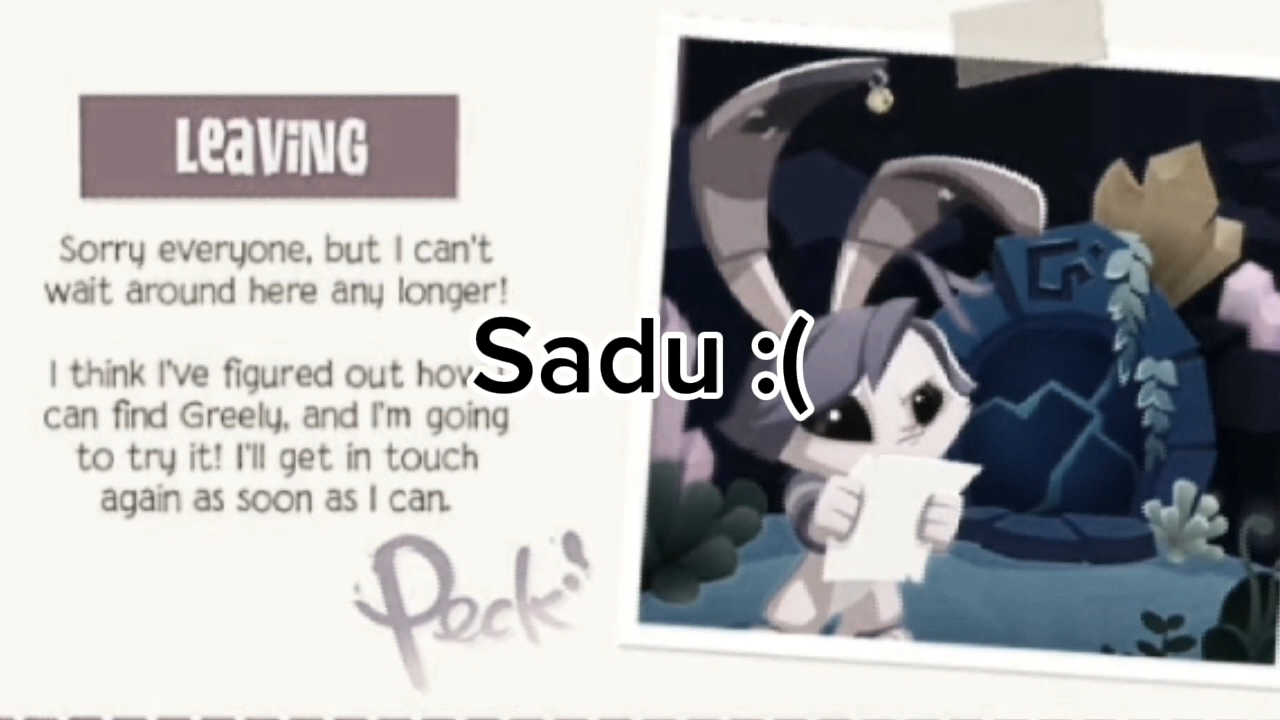 LeaViNG
Sorry everyone, but I can't
wait around here any longer!
I think I've figured out how I
can find Greely, and I'm going
to try it! I'll get in touch
again as soon as I can.
Peck!
Sadu :(